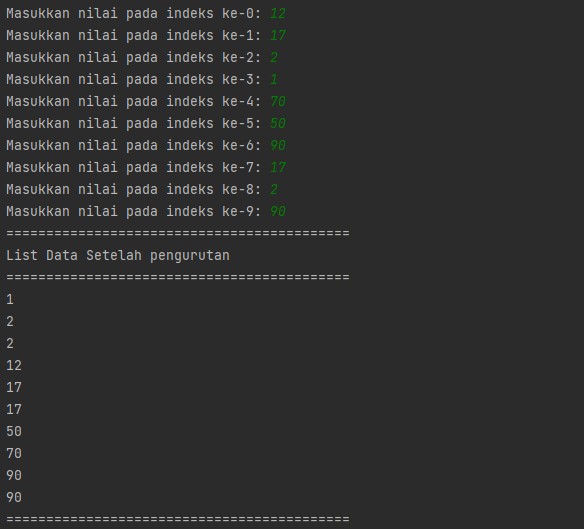 Masukkan nilai pada indeks ke-0: 12
Masukkan nilai pada indeks ke-1: 17
Masukkan nilai pada indeks ke-2: 2
Masukkan nilai pada indeks ke-3: 1
Masukkan nilai pada indeks ke-4: 70
Masukkan nilai pada indeks ke-5: 50
Masukkan nilai pada indeks ke-6: 90
Masukkan nilai pada indeks ke-7: 17
Masukkan nilai pada indeks ke-8: 2
Masukkan nilai pada indeks ke-9: 90
===========================================
List Data Setelah pengurutan
===========================================
1
2
2
12
17
17
50
70
90
90
===========================================